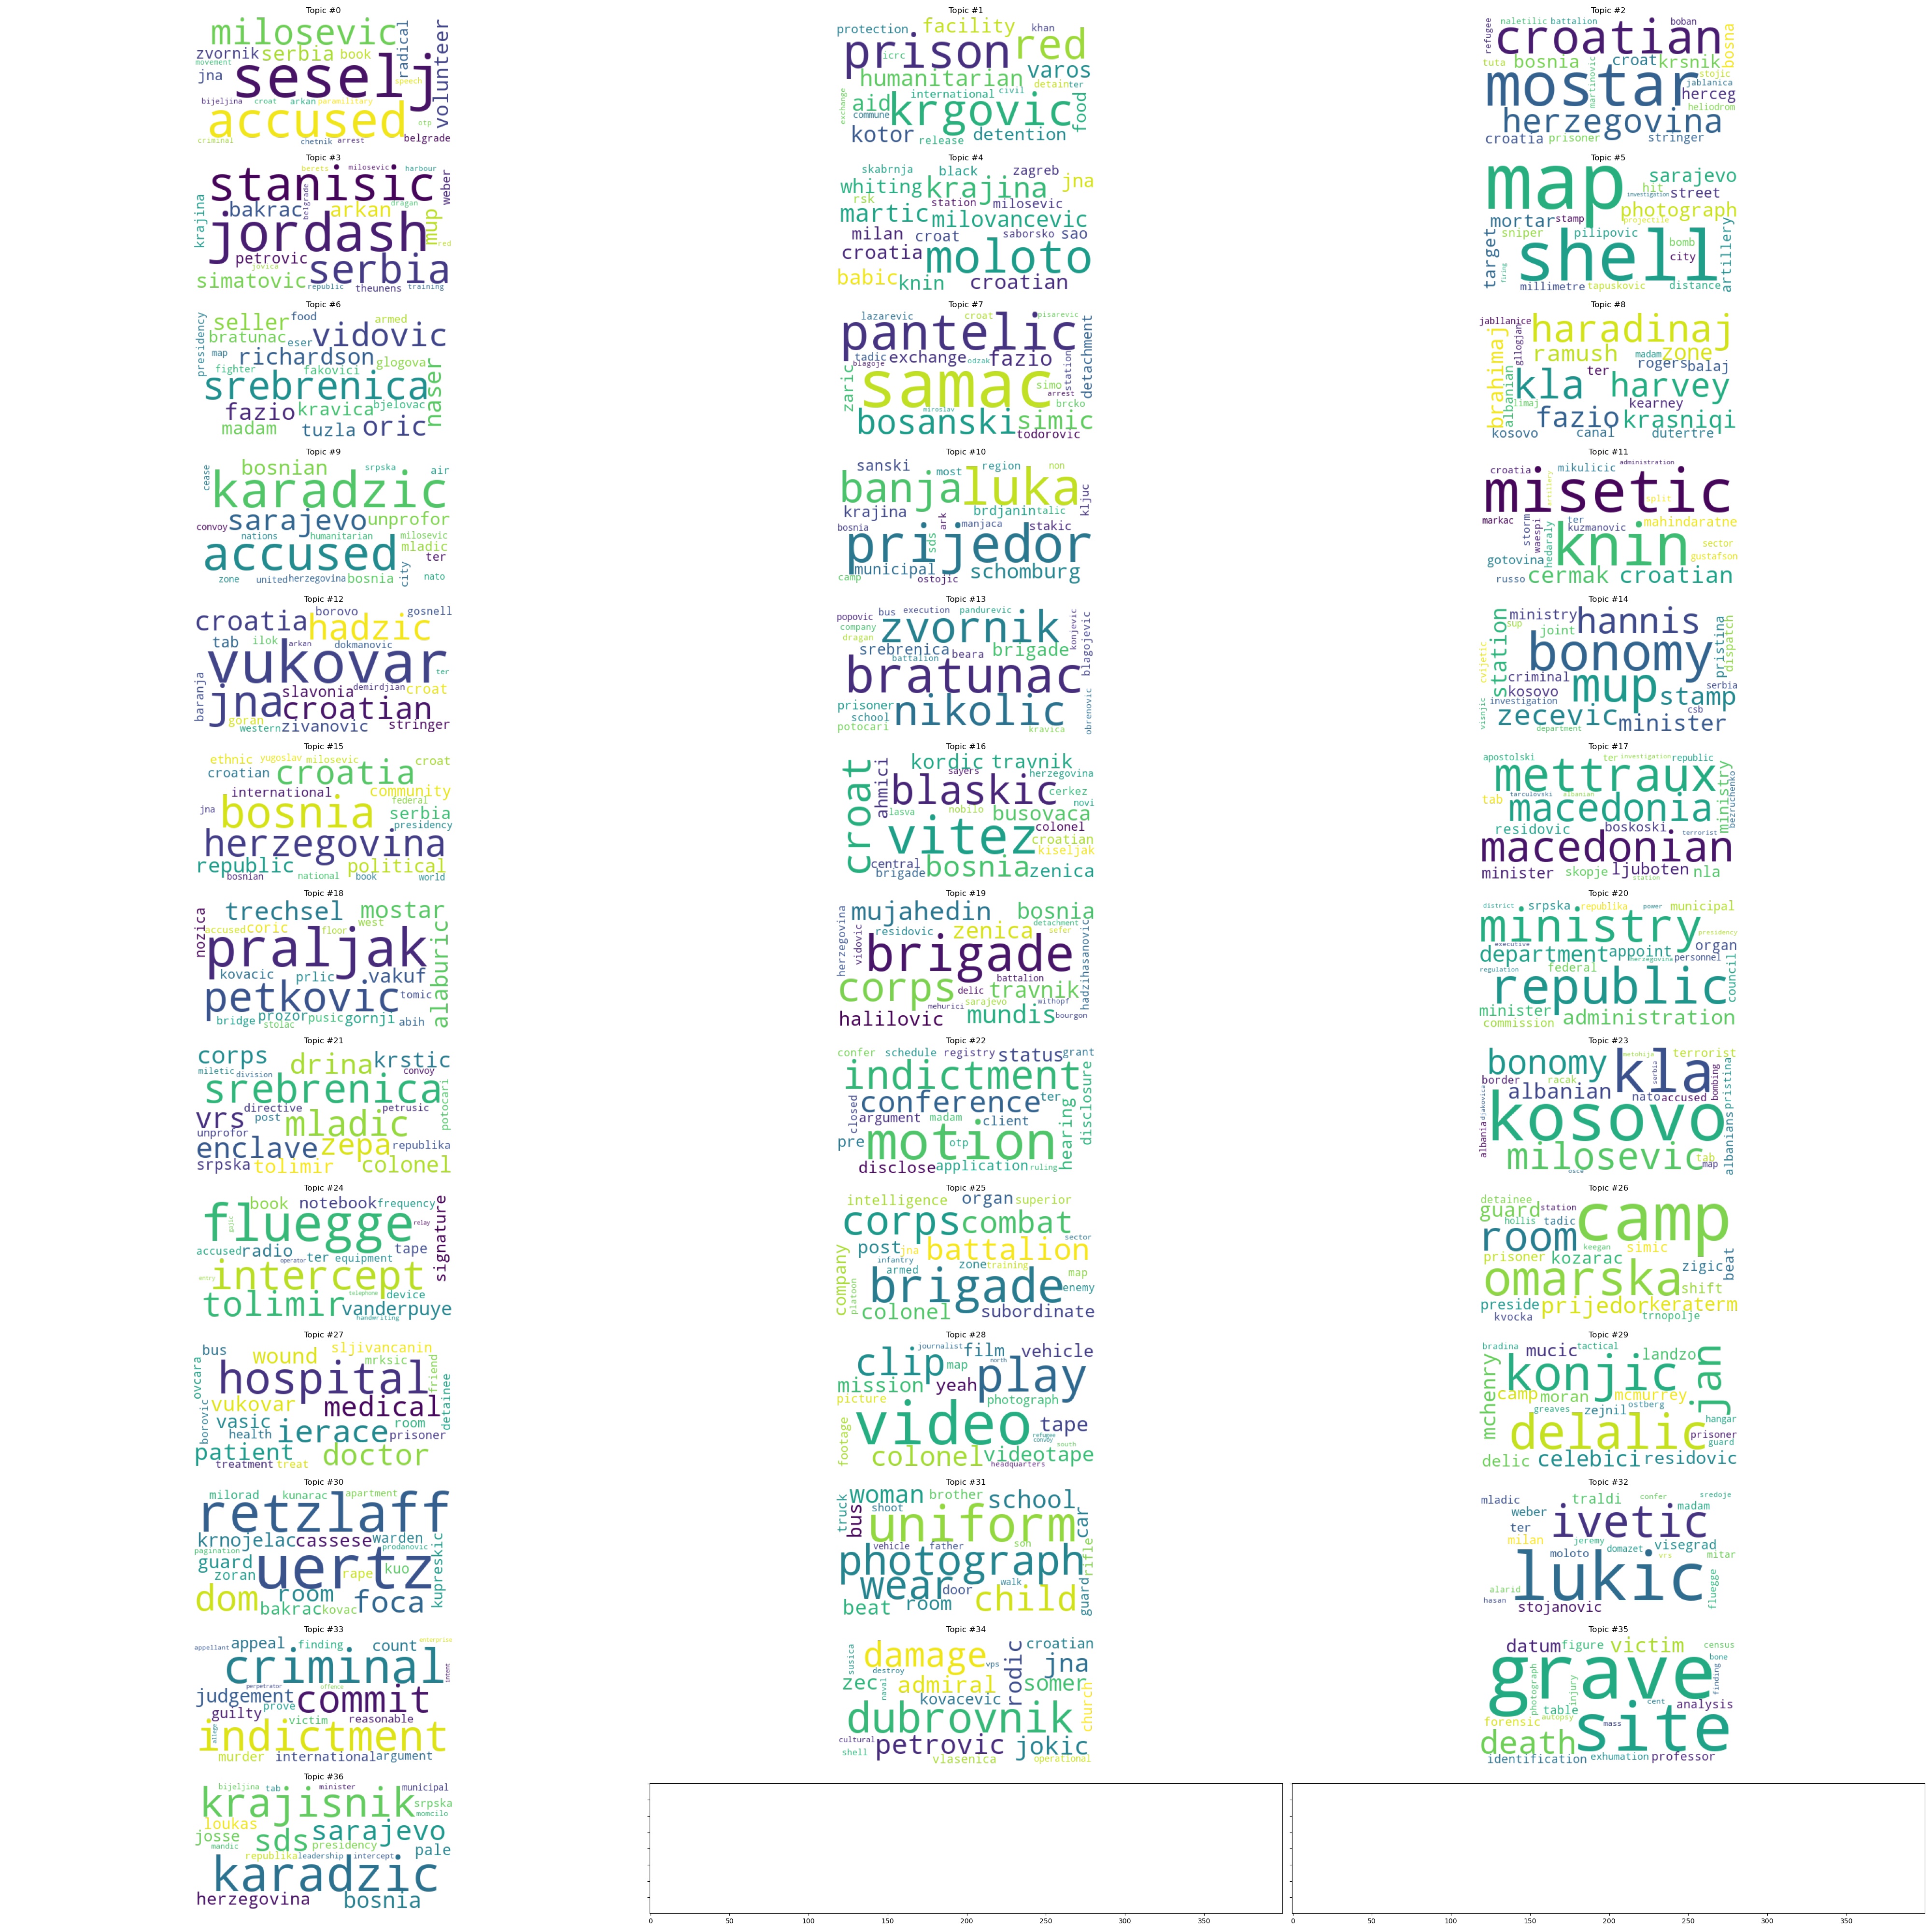 Topic #0
milosevic
zvornik serbia book radical volunteer
movement
jna seselj speech
bijeljina croat arkan paramilitary
accused otp
criminal chetnik arrest belgrade
Topic #1
protection facility khan
prison red
icrc
humanitarian varos
international civil detain ter
exchange aid krgovic food
commune
kotor release detention
Topic #2
refugee naletilic battalion boban
croatian bosna
tuta bosnia croat krsnik
mostar stojic
martinovic jablanica
herceg
heliodrom
herzegovina
croatia prisoner stringer
Topic #3
berets milosevic harbour
stanisic weber
krajina bakrac belgrade arkan dragan mup
jordash red
petrovic
jovica serbia
simatovic republic theunens training
Topic #4
skabrnja black zagreb
whiting krajina jna
rsk station milosevic
martic milovancevic
milan croat saborsko sao
croatia moloto
babic knin croatian
Topic #5
map sarajevo
hit investigation street
photograph
mortar stamp projectile
target sniper pilipovic artillery
shell bomb
city
firing millimetre tapuskovic distance
Topic #6
presidency seller food armed
bratunac eser vidovic
map richardson glogova
fighter fakovici naser
srebrenica
fazio kravica bjelovac
madam tuzla oric
Topic #7
lazarevic croat pisarevic
pantelic detachment
tadic exchange odzak fazio station
blagoje
zaric samac simo
arrest
miroslav brcko
bosanski simic
todorovic
Topic #8
jabllanice gllogjan haradinaj
brahimaj ramush madam zone
albanian ter rogers balaj
kla harvey
limaj kearney
fazio krasniqi
kosovo canal dutertre
Topic #9
cease bosnian srpska air
karadzic
convoy sarajevo unprofor
nations humanitarian milosevic
accused mladic
city ter
zone united herzegovina bosnia nato
Topic #10
sanski most region non
banja luka kljuc
krajina ark brdjanin talic
bosnia sds manjaca stakic
prijedor
municipal schomburg
camp ostojic
Topic #11
croatia mikulicic administration
misetic
artillery split
markac storm waespi ter kuzmanovic mahindaratne
hedaraly knin sector
gotovina gustafson
russo cermak croatian
Topic #12
croatia borovo gosnell
hadzic
tab ilok arkan dokmanovic
vukovar ter
baranja jna slavonia demirdjian croat
croatian
goran
western zivanovic stringer
Topic #13
popovic bus execution pandurevic
company zvornik konjevic blagojevic
dragan
srebrenica beara brigade
battalion
bratunac
prisoner
school nikolic obrenovic
potocari kravica
Topic #14
station ministry hannis
sup joint pristina dispatch
cvijetic bonomy
criminal
kosovo mup stamp serbia
investigation
visnjic zecevic csb minister
department
Topic #15
ethnic yugoslav milosevic croat
croatian croatia
international community
jna bosnia federal
serbia
presidency
herzegovina
republic political
bosnian national book world
Topic #16
croat ahmici kordic travnik
sayers herzegovina
blaskic cerkez
lasva nobilo novi
busovaca
vitez colonel
croatian
kiseljak
central
brigade bosnia zenica
Topic #17
apostolski ter investigation republic
mettraux ministry bezruchenko
tab tarculovski albanian
macedonia
residovic boskoski terrorist
macedonian
minister skopje ljuboten nla
station
Topic #18
nozica trechsel mostar
accused coric floor west
praljak alaburic
kovacic prlic vakuf
petkovic tomic
bridge prozor pusic gornji abih
stolac
Topic #19
herzegovina mujahedin bosnia
detachment
vidovic residovic zenica sefer
brigade hadzihasanovic
battalion
corps delic travnik
mehurici sarajevo withopf
halilovic mundis bourgon
Topic #20
district srpska republika power municipal
ministry presidency
executive organ
department appoint
herzegovina personnel
regulation federal council
republic
minister
commission administration
Topic #21
corps drina krstic
miletic division convoy
srebrenica potocari
directive petrusic
vrs post mladic
unprofor
enclave zepa republika
srpska tolimir colonel
Topic #22
confer schedule registry status grant
indictment disclosure
closed conference ter
argument madam client hearing
pre motion otp
disclose application ruling
Topic #23
bonomy metohija kla terrorist
border racak serbia bombing pristina
djakovica albanian nato accused
albania kosovo albanians
milosevic tab
map
osce
Topic #24
book notebook frequency signature
gojic fluegge relay
accused radio ter equipment tape
operator
entry intercept
telephone device
tolimir vanderpuye
handwriting
Topic #25
intelligence organ superior
corps combat
post jna battalion sector
company infantry
armed zone training map
platoon brigade enemy
colonel subordinate
Topic #26
detainee guard station camp
hollis tadic
room keegan simic beat
prisoner kozarac zigic
omarska shift
preside prijedor keraterm
kvocka trnopolje
Topic #27
bus wound sljivancanin
ovcara mrksic friend
hospital detainee
borovic vukovar medical
vasic room
health ierace prisoner
patient doctor
treatment treat
Topic #28
journalist film vehicle
clip map north play
mission yeah
picture photograph
footage video tape
refugee
convoy
south
colonel videotape
headquarters
Topic #29
bradina mucic tactical landzo jan
mchenry konjic
camp moran mcmurrey
greaves zejnil ostberg
hangar
delalic prisoner
guard
delic celebici residovic
Topic #30
milorad kunarac apartment
retzlaff
krnojelac cassese warden kupreskic
pagination prodanovic
guard uertz
zoran rape kuo
dom room
bakrac kovac foca
Topic #31
truck bus woman brother school
shoot car
uniform rifle
vehicle father son
photograph
wear door walk guard
child
beat room
Topic #32
mladic traldi confer sredoje
weber madam
ter ivetic
milan jeremy domazet visegrad
moloto vrs mitar
lukic fluegge
alarid
hasan stojanovic
Topic #33
appellant appeal finding count enterprise
criminal intent
perpetrator offence
judgement commit
guilty prove
victim reasonable
allege indictment
murder international argument
Topic #34
susica damage vps rodic croatian
destroy jna
zec naval admiral somer
kovacevic church
dubrovnik
cultural petrovic jokic
shell vlasenica operational
Topic #35
datum figure victim census
grave bone
finding
photograph injury cent analysis
table
forensic autopsy mass
death site
identification exhumation professor
Topic #36
bijeljina tab minister municipal
krajisnik srpska
momcilo
loukas
josse sds sarajevo
mandic presidency pale
republika leadership intercept
karadzic
herzegovina bosnia
0 50 100 150 200 250 300 350
0 50 100 150 200 250 300 350